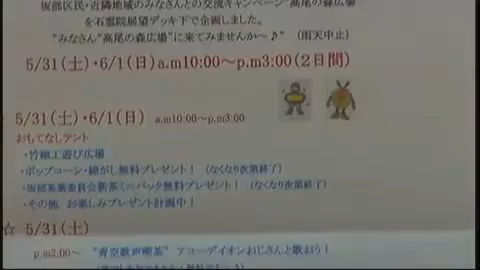 坂部区民・近隣地域のみなさんとの交流キャンペーン"高尾の森広場
を石雲院展望デッキ下で企画しました。
"みなさん"高尾の森広場"に来てみませんか〜♪" (雨天中止)
5/31(土)・6/1(日)a.m10:00〜p.m3:00(2日間)
5/31(土)・6/1(日) a.m10:00〜p.m3:00
おもてなしテント
・竹細工遊び広場
・ポップコーン・綿がし無料プレゼント! (なくなり次第終了)
・坂部茶業委員会新茶ミニパック無料プレゼント! (なくなり次第終了)
・その他 お楽しみプレゼント計画中!
☆ 5/31(土)
p.m2:00〜 "青空歌声喫茶" アコーデイオンおじさんと歌おう!